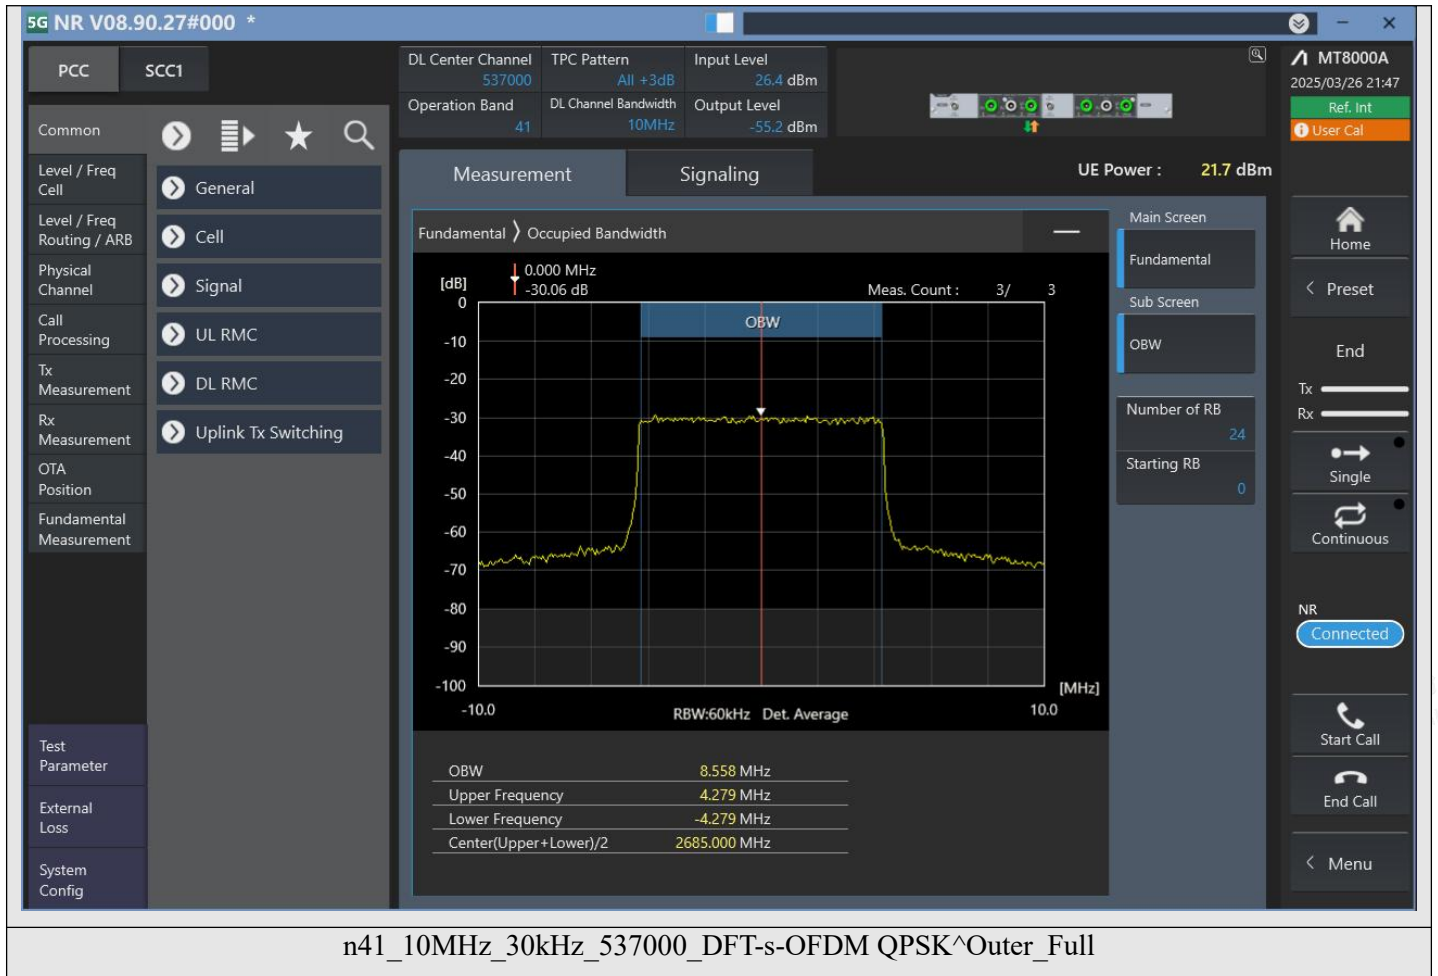 5G NR V08.90.27#000 *
PCC
SCC1
DL Center Channel
537000
TPC Pattern
All +3dB
Input Level
26.4 dBm
Operation Band
41
DL Channel Bandwidth
10MHz
Output Level
-55.2 dBm
MT8000A
2025/03/26 21:47
Ref. Int
User Cal
Common
Level / Freq
Cell
Level / Freq
Routing / ARB
Physical
Channel
Call
Processing
Tx
Measurement
Rx
Measurement
OTA
Position
Fundamental
Measurement
Test
Parameter
External
Loss
System
Config
General
Cell
Signal
UL RMC
DL RMC
Uplink Tx Switching
Measurement
Signaling
UE Power : 21.7 dBm
Fundamental Occupied Bandwidth
0.000 MHz
[dB]
-30.06 dB
Meas. Count : 3/ 3
OBW
0
-10
-20
-30
-40
-50
-60
-70
-80
-90
-100
[MHz]
-10.0
RBW:60kHz Det. Average
10.0
OBW 8.558 MHz
Upper Frequency 4.279 MHz
Lower Frequency -4.279 MHz
Center(Upper+Lower)/2 2685.000 MHz
Main Screen
Fundamental
Sub Screen
OBW
Number of RB
24
Starting RB
0
Home
Preset
End
Tx
Rx
Single
Continuous
NR
Connected
Start Call
End Call
Menu
n41_10MHz_30kHz_537000_DFT-s-OFDM QPSK^Outer_Full